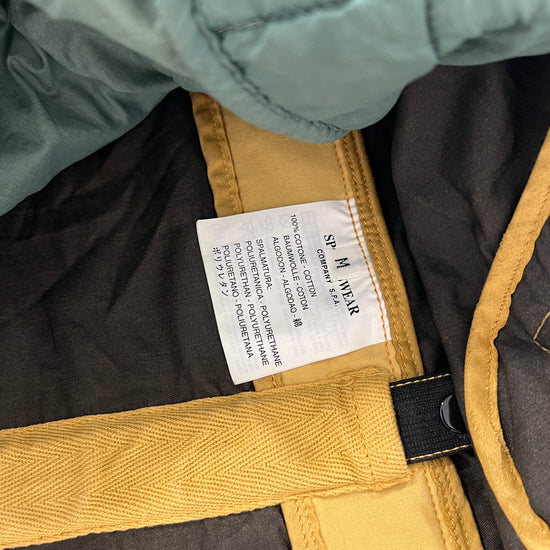 SP M WEAR
COMPANY S.P.A.
100% COTONE - COTTON
BAUMWOLLE - COTON
ALGODON - ALGODAO - 綿
SPALMATURA:
POLIURETANICA - POLYURETHANE
POLYURETHAN - POLYURETHANE
POLIURETANO - POLIURETANA
ポリウレタン